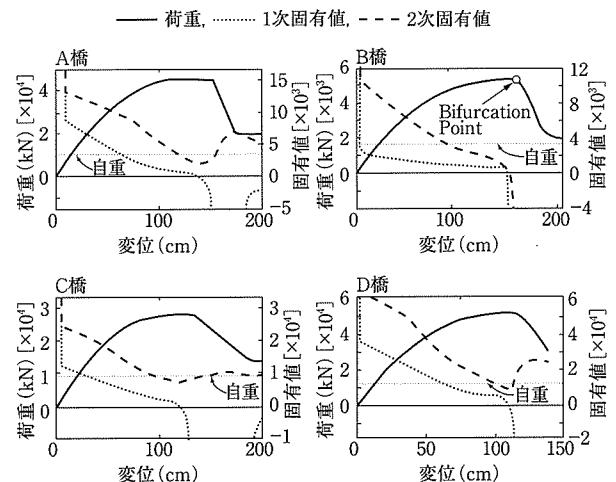 荷重, 1次固有値, 2次固有値
A橋
荷重(kN) [×10⁴]
4
2
0
固有値[×10³]
15
10
5
0
−5
自重
0 100 200
変位(cm)
B橋
荷重(kN) [×10³]
6
4
2
0
固有値[×10³]
12
8
4
0
−4
Bifurcation
Point
自重
0 100 200
変位(cm)
C橋
荷重(kN) [×10⁴]
3
2
1
0
固有値[×10⁴]
3
2
1
0
−1
自重
0 100 200
変位(cm)
D橋
荷重(kN) [×10⁴]
6
4
2
0
固有値[×10⁴]
6
4
2
0
−2
自重
0 50 100 150
変位(cm)